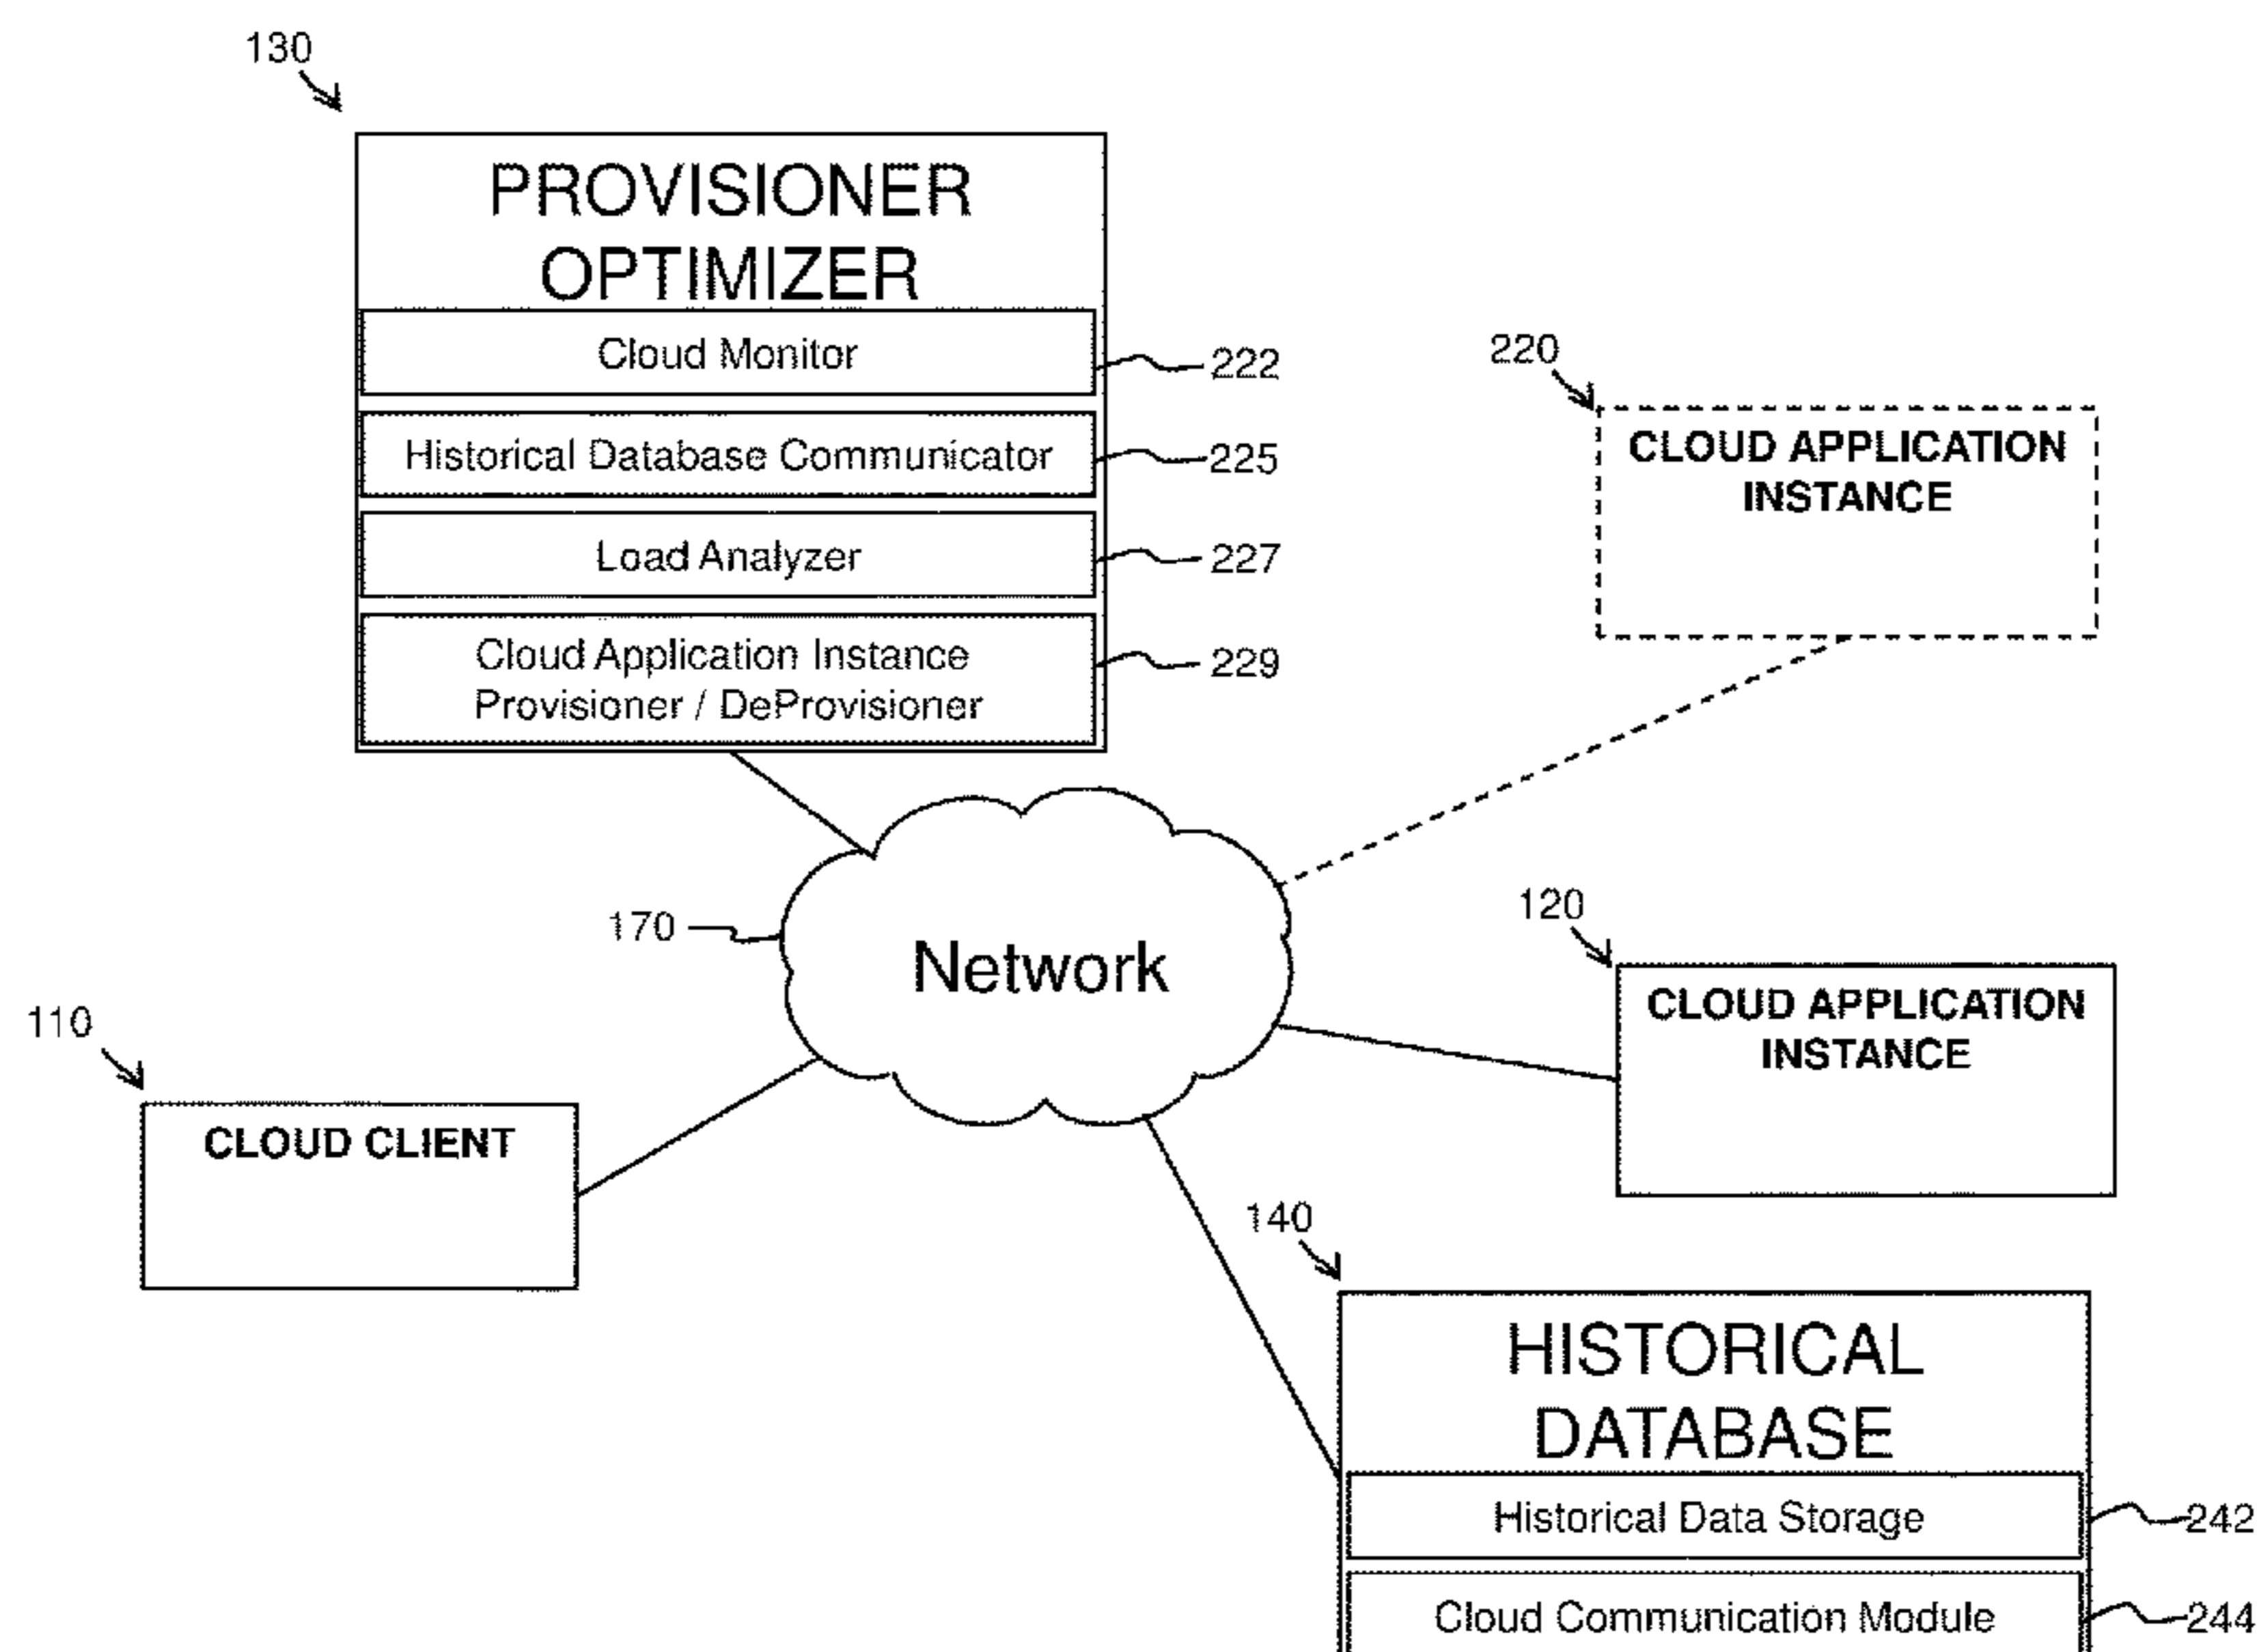 130
PROVISIONER
OPTIMIZER
Cloud Monitor
222
Historical Database Communicator
225
Load Analyzer
227
Cloud Application Instance
Provisioner / DeProvisioner
229
220
CLOUD APPLICATION
INSTANCE
170
Network
120
CLOUD APPLICATION
INSTANCE
110
CLOUD CLIENT
140
HISTORICAL
DATABASE
Historical Data Storage
242
Cloud Communication Module
244